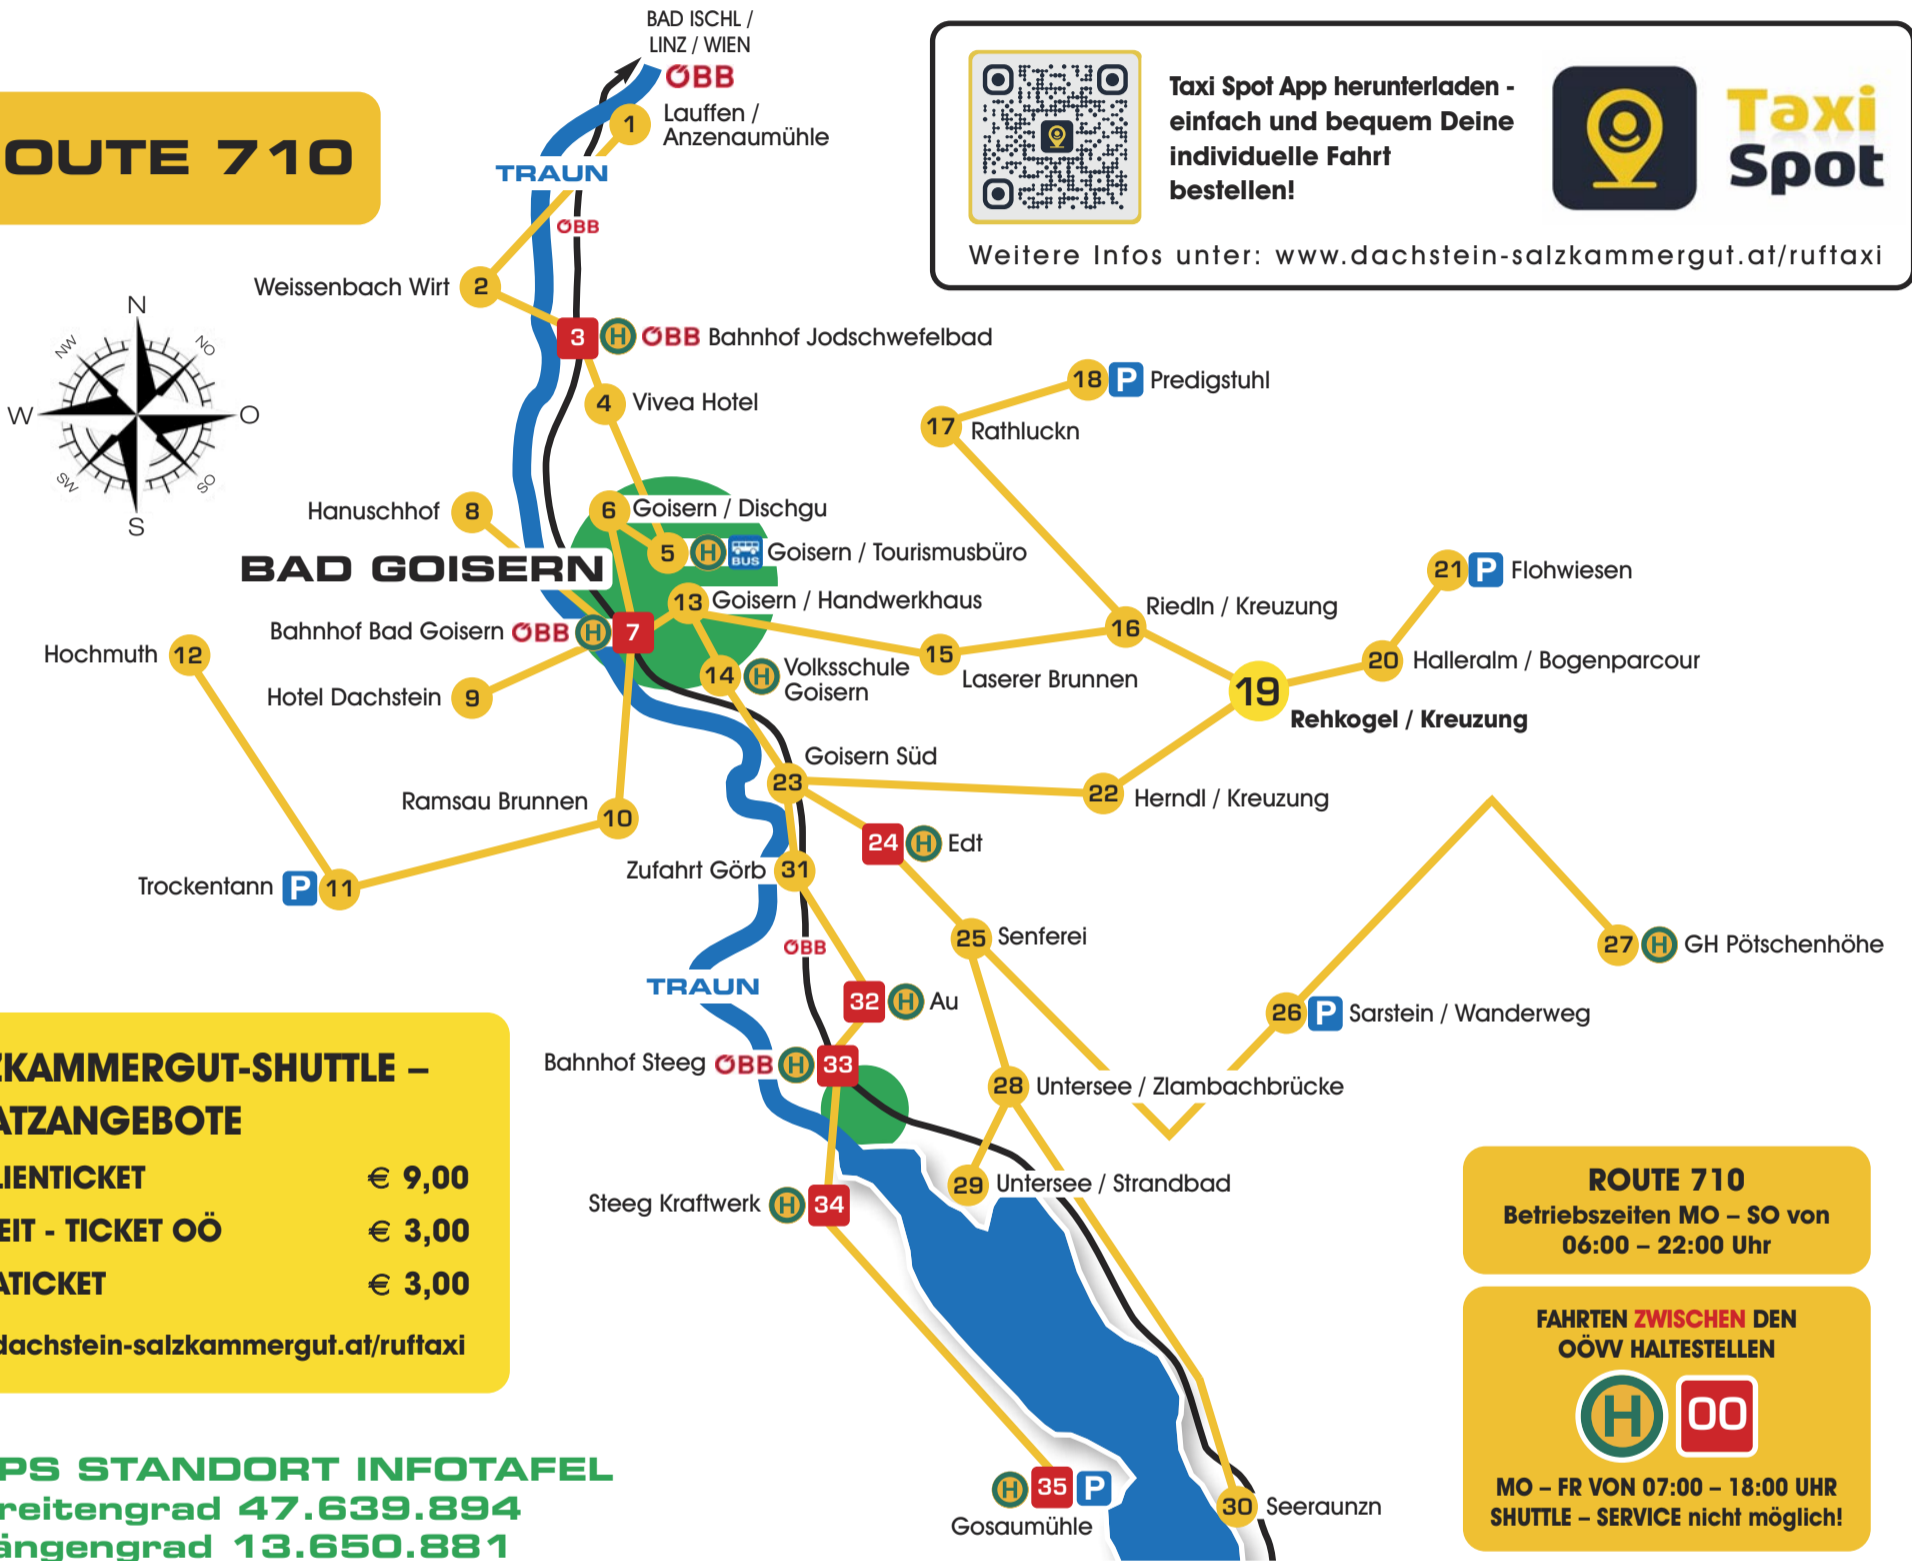 BAD ISCHL /
LINZ / WIEN
ÖBB
1
Lauffen /
Anzenaumühle
OUTE 710
TRAUN
ÖBB
Taxi Spot App herunterladen -
einfach und bequem Deine
individuelle Fahrt
bestellen!
Taxi
Spot
Weitere Infos unter: www.dachstein-salzkammergut.at/ruftaxi
Weissenbach Wirt 2
N
NO
O
SO
S
SW
W
NW
3 H ÖBB Bahnhof Jodschwefelbad
4 Vivea Hotel
18 P Predigstuhl
17 Rathluckn
Hanuschhof 8
6 Goisern / Dischgu
5 H BUS Goisern / Tourismusbüro
BAD GOISERN
21 P Flohwiesen
13 Goisern / Handwerkhaus
16 Riedln / Kreuzung
Bahnhof Bad Goisern ÖBB H 7
Hochmuth 12
15 Laserer Brunnen
20 Halleralm / Bogenparcour
14 H Volksschule
Goisern
Hotel Dachstein 9
19
Rehkogel / Kreuzung
Goisern Süd
23
22 Herndl / Kreuzung
Ramsau Brunnen
10
24 H Edt
Zufahrt Görb 31
Trockentann P 11
25 Senferei
ÖBB
27 H GH Pötschenhöhe
TRAUN
32 H Au
26 P Sarstein / Wanderweg
Bahnhof Steeg ÖBB H 33
28 Untersee / Zlambachbrücke
29 Untersee / Strandbad
Steeg Kraftwerk H 34
H 35 P
Gosaumühle
30 Seeraunzn
ZKAMMERGUT-SHUTTLE –
ATZANGEBOTE
LIENTICKET € 9,00
EIT - TICKET OÖ € 3,00
ATICKET € 3,00
dachstein-salzkammergut.at/ruftaxi
PS STANDORT INFOTAFEL
reitengrad 47.639.894
ängengrad 13.650.881
ROUTE 710
Betriebszeiten MO – SO von
06:00 – 22:00 Uhr
FAHRTEN ZWISCHEN DEN
OÖVV HALTESTELLEN
H 00
MO – FR VON 07:00 – 18:00 UHR
SHUTTLE – SERVICE nicht möglich!